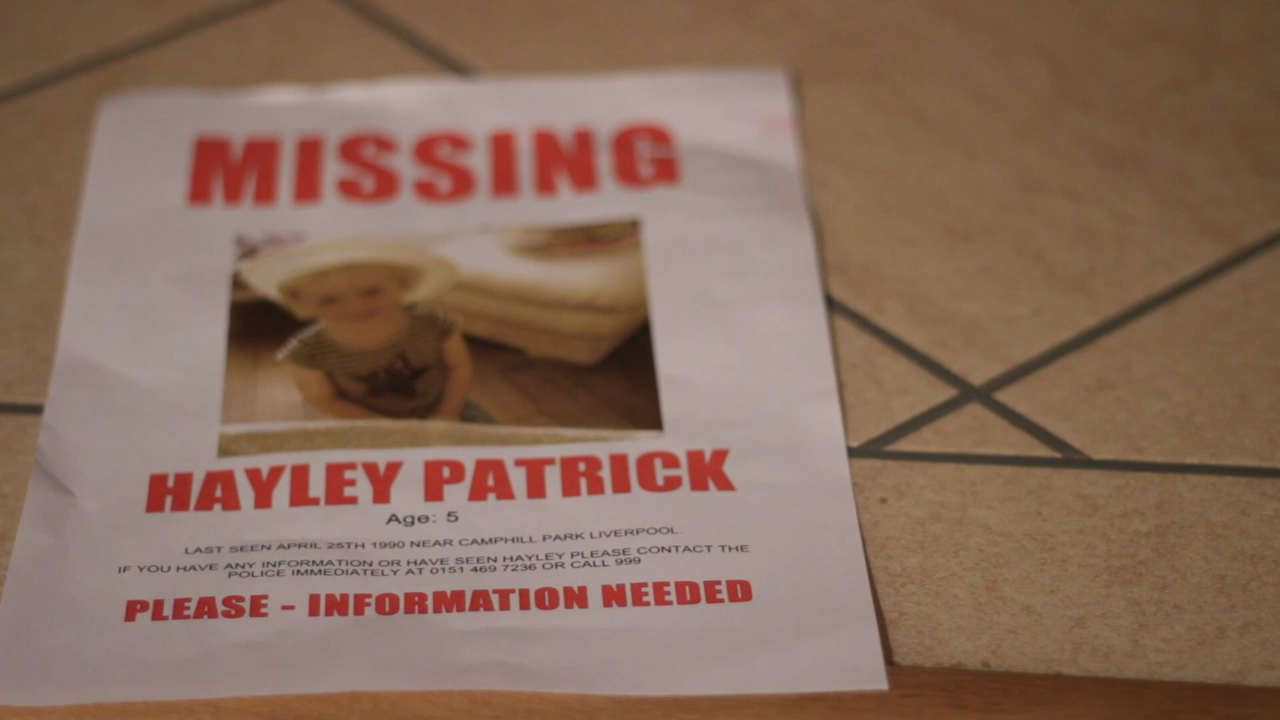 MISSING
HAYLEY PATRICK
Age: 5
LAST SEEN APRIL 25TH 1990 NEAR CAMPHILL PARK LIVERPOOL.
IF YOU HAVE ANY INFORMATION OR HAVE SEEN HAYLEY PLEASE CONTACT THE
POLICE IMMEDIATELY AT 0151 469 7236 OR CALL 999
PLEASE - INFORMATION NEEDED